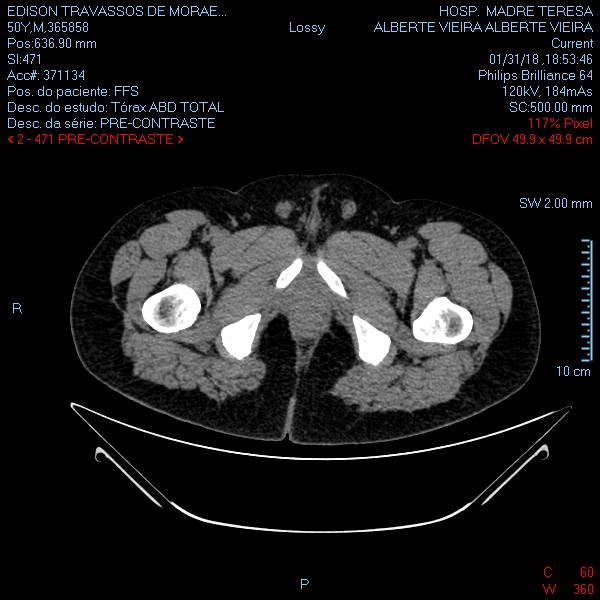 EDISON TRAVASSOS DE MORAE...
50Y,M,365858
Pos:636.90 mm
SI:471
Acc#: 371134
Pos. do paciente: FFS
Desc. do estudo: Tórax ABD TOTAL
Desc. da série: PRE-CONTRASTE
< 2 - 471 PRE-CONTRASTE >
Lossy
HOSP. MADRE TERESA
ALBERTE VIEIRA ALBERTE VIEIRA
Current
01/31/18 ,18:53:46
Philips Brilliance 64
120kV, 184mAs
SC:500.00 mm
117% Pixel
DFOV 49.9 x 49.9 cm
SW 2.00 mm
R
10 cm
P
C 60
W 360